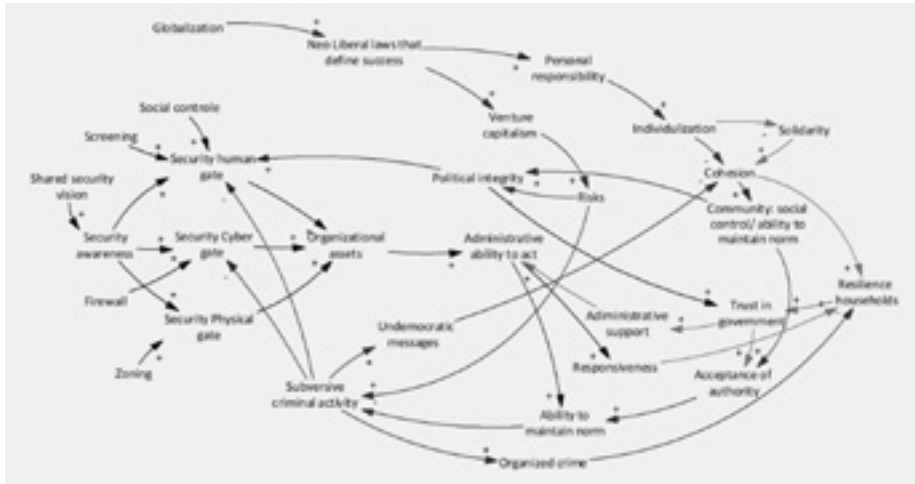 Globalization
Neo Liberal laws that
define success
Personal
responsibility
Social controle
Venture
capitalism
Individulization
Solidarity
Screening
Security human
gate
Political integrity
Cohesion
Shared security
vision
Risks
Community: social
control/ ability to
maintain norm
Security
awareness
Security Cyber
gate
Organizational
assets
Administrative
ability to act
Resilience
households
Firewall
Security Physical
gate
Undemocratic
messages
Administrative
support
Trust in
government
Zoning
Responsiveness
Subversive
criminal activity
Acceptance of
authority
Ability to
maintain norm
Organized crime